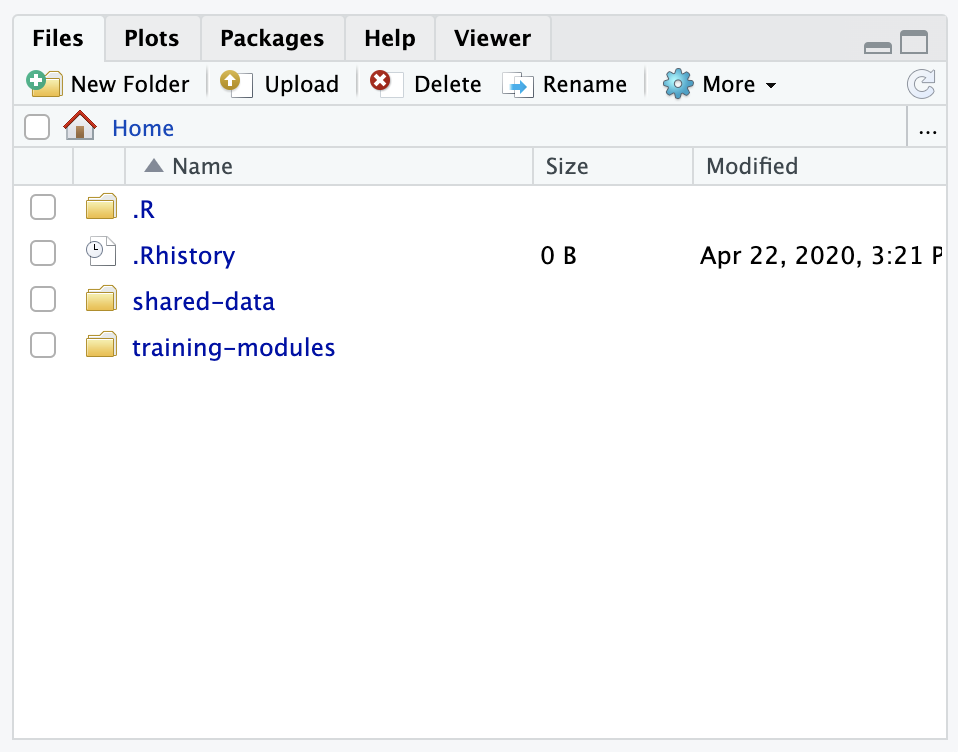 Files Plots Packages Help Viewer
New Folder Upload Delete Rename More
Home ...
Name Size Modified
.R
.Rhistory 0 B Apr 22, 2020, 3:21 P
shared-data
training-modules